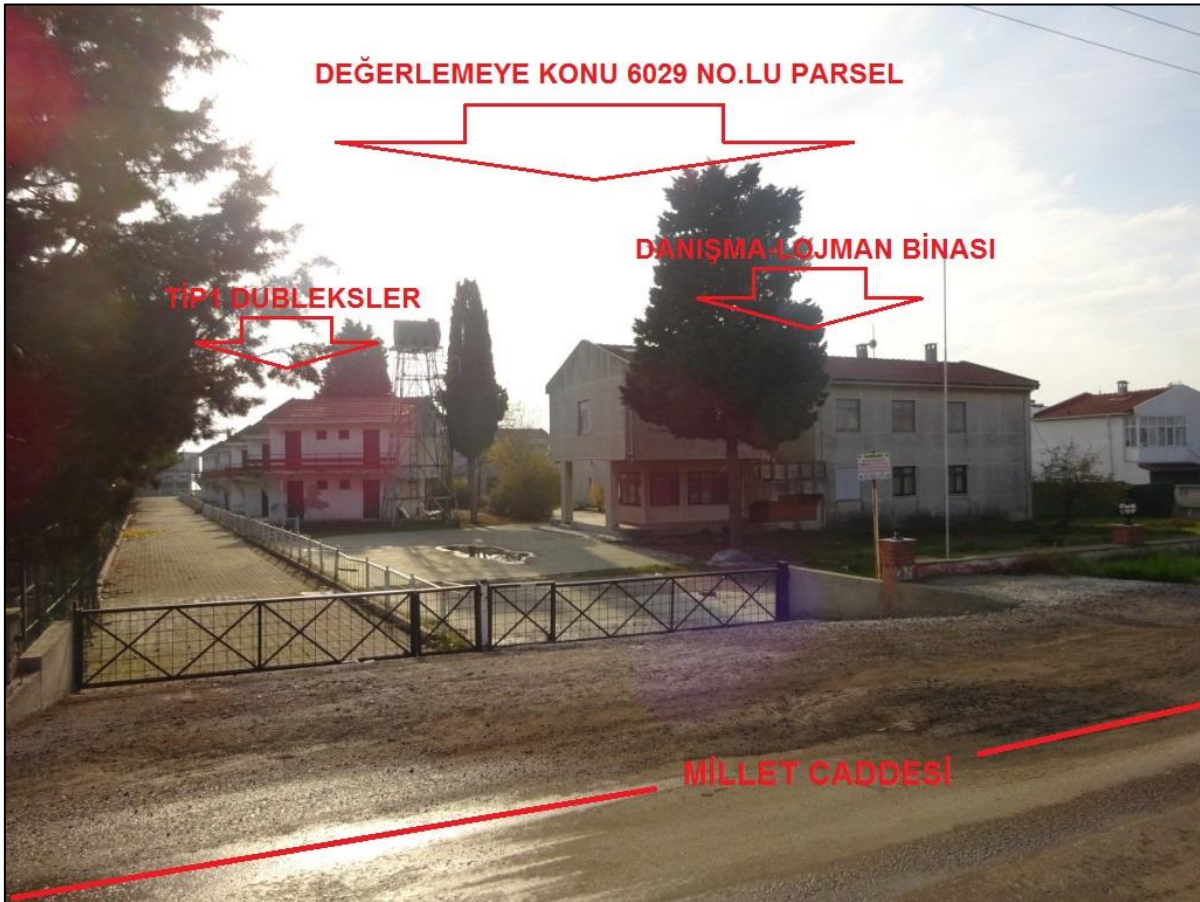 DEĞERLEMEYE KONU 6029 NO.LU PARSEL
DANIŞMA-LOJMAN BİNASI
TİP1 DUBLEKSLER
MİLLET CADDESİ